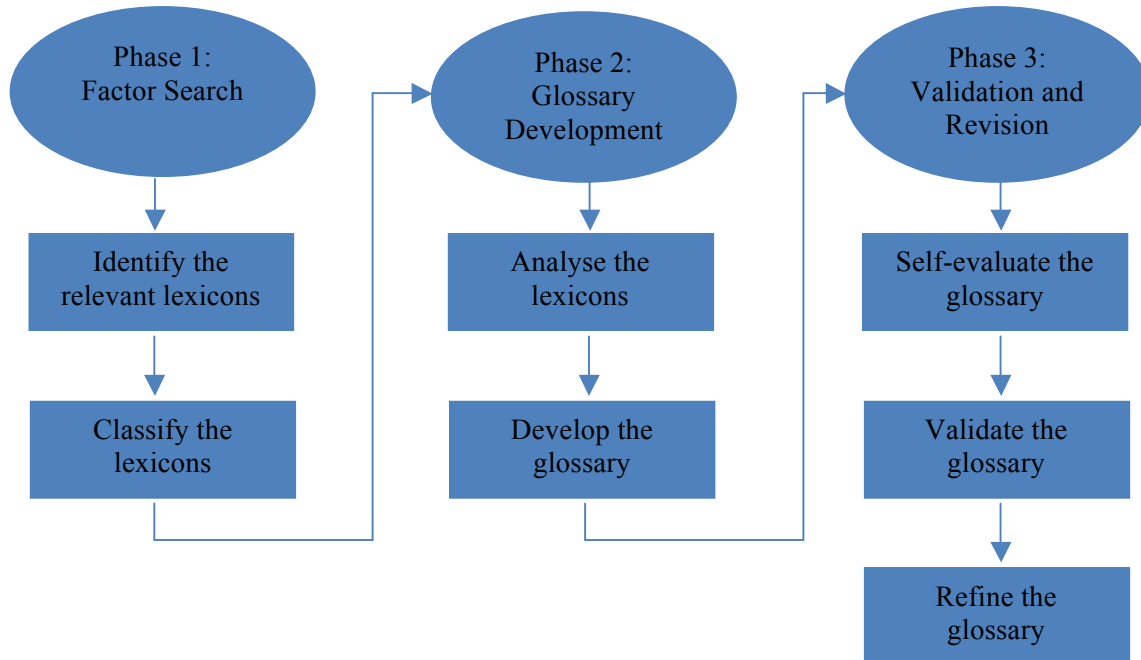 Phase 1:
Factor Search
Identify the
relevant lexicons
Classify the
lexicons
Phase 2:
Glossary
Development
Analyse the
lexicons
Develop the
glossary
Phase 3:
Validation and
Revision
Self-evaluate the
glossary
Validate the
glossary
Refine the
glossary